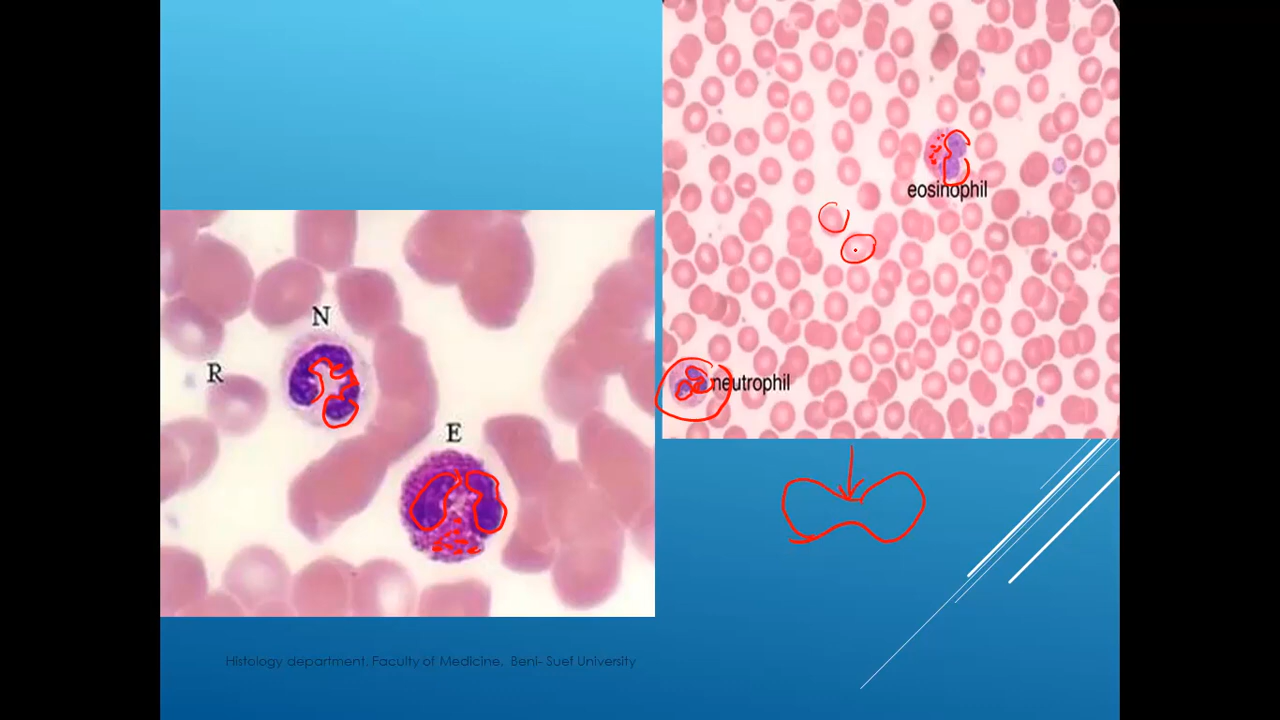 N
R
E
eosinophil
neutrophil
Histology department, Faculty of Medicine, Beni- Suef University